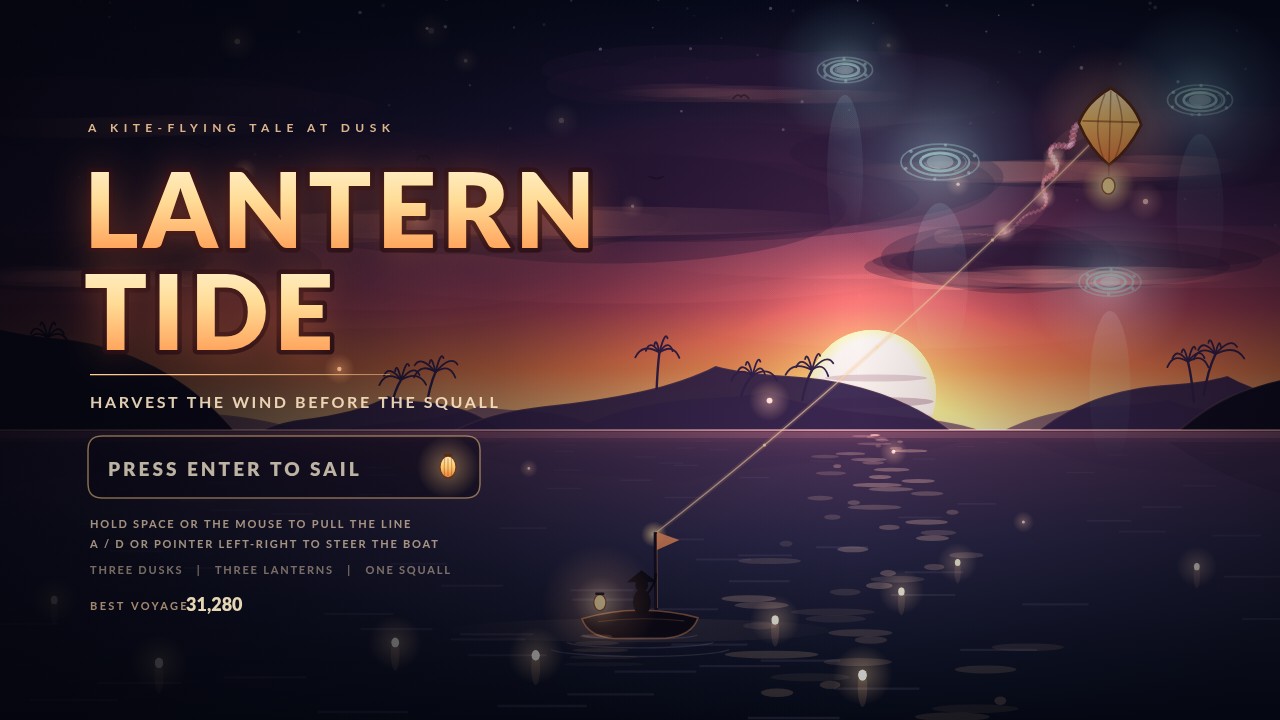 A KITE-FLYING TALE AT DUSK
LANTERN
TIDE
HARVEST THE WIND BEFORE THE SQUALL
PRESS ENTER TO SAIL
HOLD SPACE OR THE MOUSE TO PULL THE LINE
A / D OR POINTER LEFT-RIGHT TO STEER THE BOAT
THREE DUSKS | THREE LANTERNS | ONE SQUALL
BEST VOYAGE 31,280